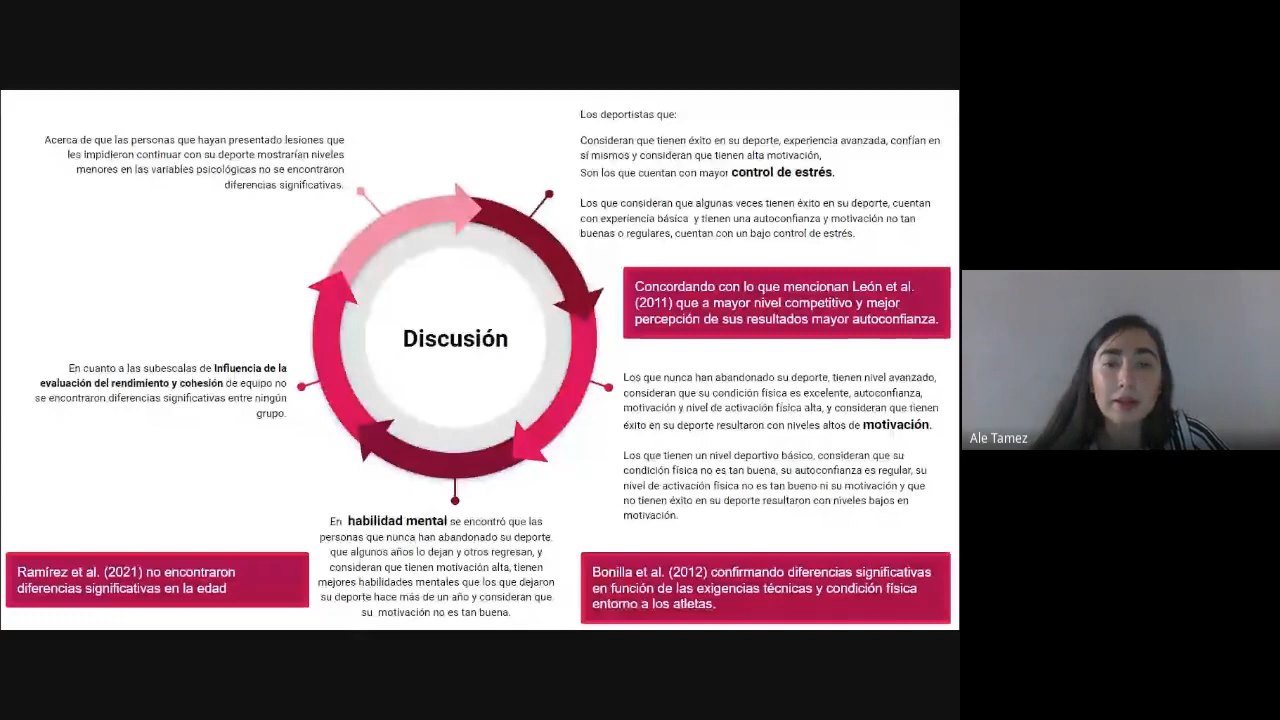 Acerca de que las personas que hayan presentado lesiones que
les impidieron continuar con su deporte mostrarían niveles
menores en las variables psicológicas no se encontraron
diferencias significativas.
Los deportistas que:
Consideran que tienen éxito en su deporte, experiencia avanzada, confían en
sí mismos y consideran que tienen alta motivación,
Son los que cuentan con mayor control de estrés.
Los que consideran que algunas veces tienen éxito en su deporte, cuentan
con experiencia básica y tienen una autoconfianza y motivación no tan
buenas o regulares, cuentan con un bajo control de estrés.
Concordando con lo que mencionan León et al.
(2011) que a mayor nivel competitivo y mejor
percepción de sus resultados mayor autoconfianza.
Discusión
En cuanto a las subescalas de Influencia de la
evaluación del rendimiento y cohesión de equipo no
se encontraron diferencias significativas entre ningún
grupo.
Los que nunca han abandonado su deporte, tienen nivel avanzado,
consideran que su condición física es excelente, autoconfianza,
motivación y nivel de activación física alta, y consideran que tienen
éxito en su deporte resultaron con niveles altos de motivación.
Los que tienen un nivel deportivo básico, consideran que su
condición física no es tan buena, su autoconfianza es regular, su
nivel de activación física no es tan bueno ni su motivación y que
no tienen éxito en su deporte resultaron con niveles bajos en
motivación.
En habilidad mental se encontró que las
personas que nunca han abandonado su deporte,
que algunos años lo dejan y otros regresan, y
consideran que tienen motivación alta, tienen
mejores habilidades mentales que los que dejaron
su deporte hace más de un año y consideran que
su motivación no es tan buena.
Ramírez et al. (2021) no encontraron
diferencias significativas en la edad
Bonilla et al. (2012) confirmando diferencias significativas
en función de las exigencias técnicas y condición física
entorno a los atletas.
Ale Tamez